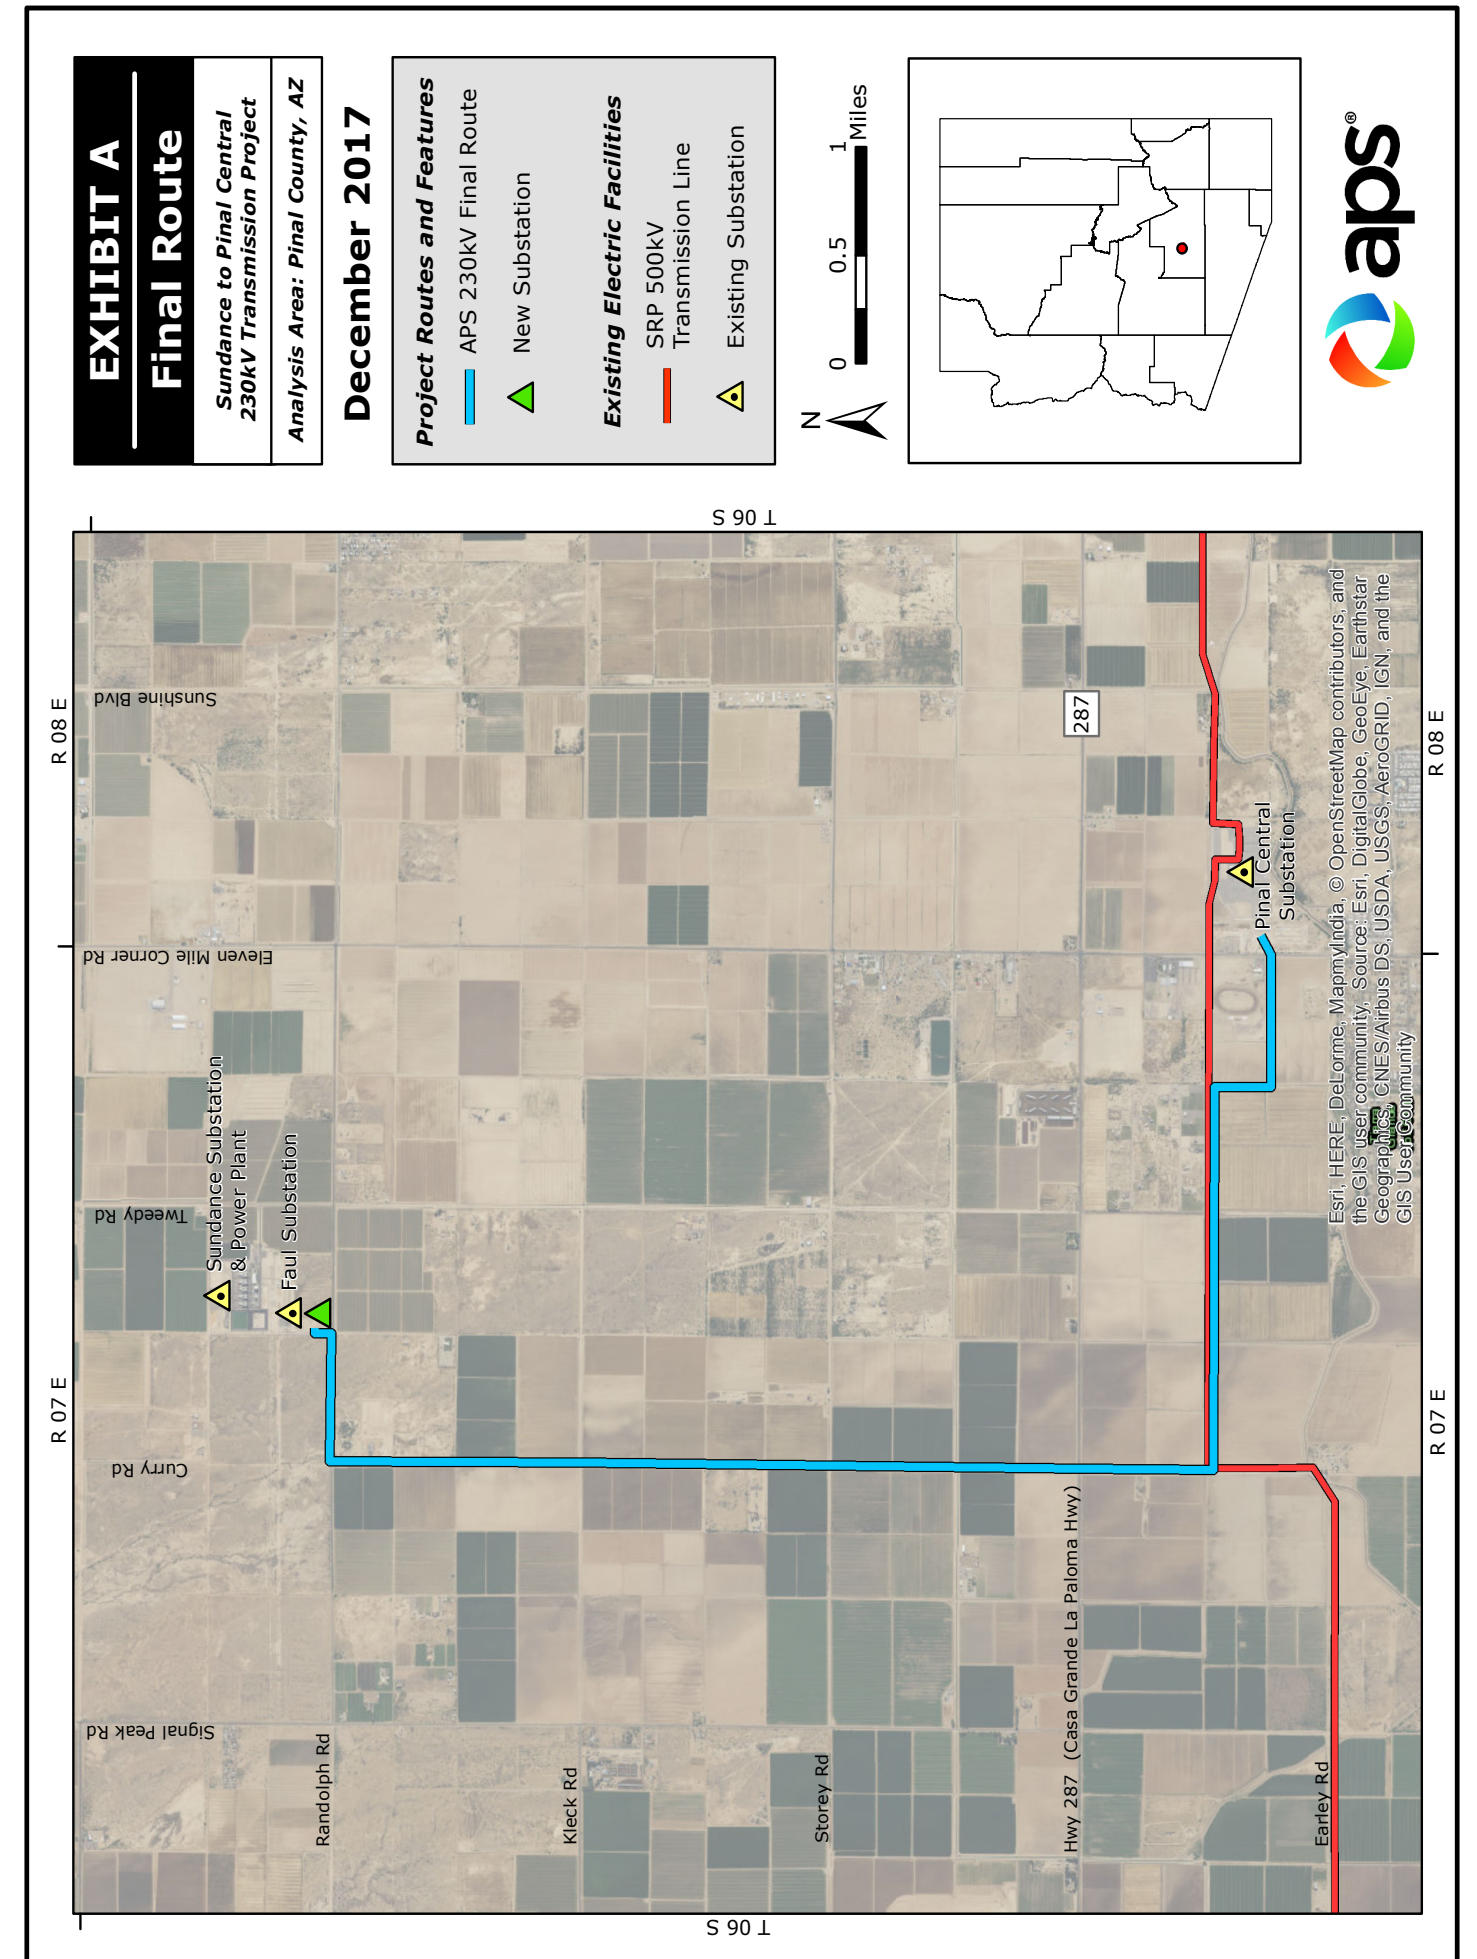 EXHIBIT A
Final Route
Sundance to Pinal Central
230kV Transmission Project
Analysis Area: Pinal County, AZ
December 2017
Project Routes and Features
APS 230kV Final Route
New Substation
Existing Electric Facilities
SRP 500kV
Transmission Line
Existing Substation
N
0 0.5 1 Miles
aps®
R 07 E
R 08 E
T 06 S
T 06 S
R 07 E
R 08 E
Signal Peak Rd
Curry Rd
Tweedy Rd
Eleven Mile Corner Rd
Sunshine Blvd
Sundance Substation
& Power Plant
Faul Substation
Randolph Rd
Kleck Rd
Storey Rd
Hwy 287 (Casa Grande La Paloma Hwy)
287
Pinal Central
Substation
Earley Rd
Esri, HERE, DeLorme, MapmyIndia, © OpenStreetMap contributors, and
the GIS user community, Source: Esri, DigitalGlobe, GeoEye, Earthstar
Geographics, CNES/Airbus DS, USDA, USGS, AeroGRID, IGN, and the
GIS User Community